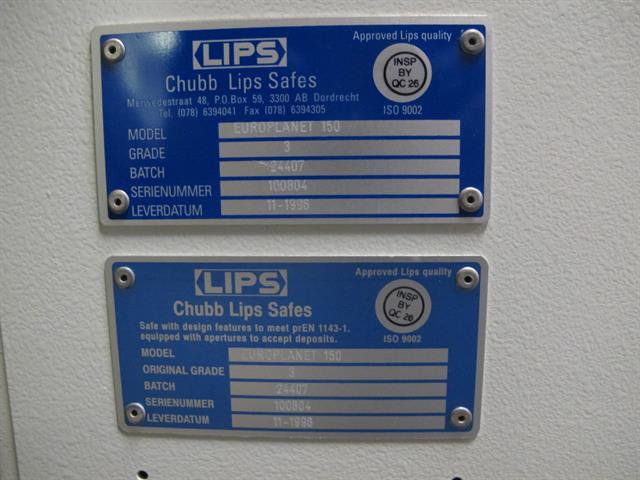 LIPS
Approved Lips quality
Chubb Lips Safes
Merwedestraat 48, P.O.Box 59, 3300 AB Dordrecht
Tel. (078) 6394041 Fax (078) 6394305
INSP
BY
QC 26
ISO 9002
MODEL EUROPLANET 150
GRADE 3
BATCH 24407
SERIENUMMER 100804
LEVERDATUM 11-1996
LIPS
Approved Lips quality
Chubb Lips Safes
Safe with design features to meet prEN 1143-1.
equipped with apertures to accept deposits.
INSP
BY
QC 26
ISO 9002
MODEL EUROPLANET 150
ORIGINAL GRADE 3
BATCH 24407
SERIENUMMER 100804
LEVERDATUM 11-1996